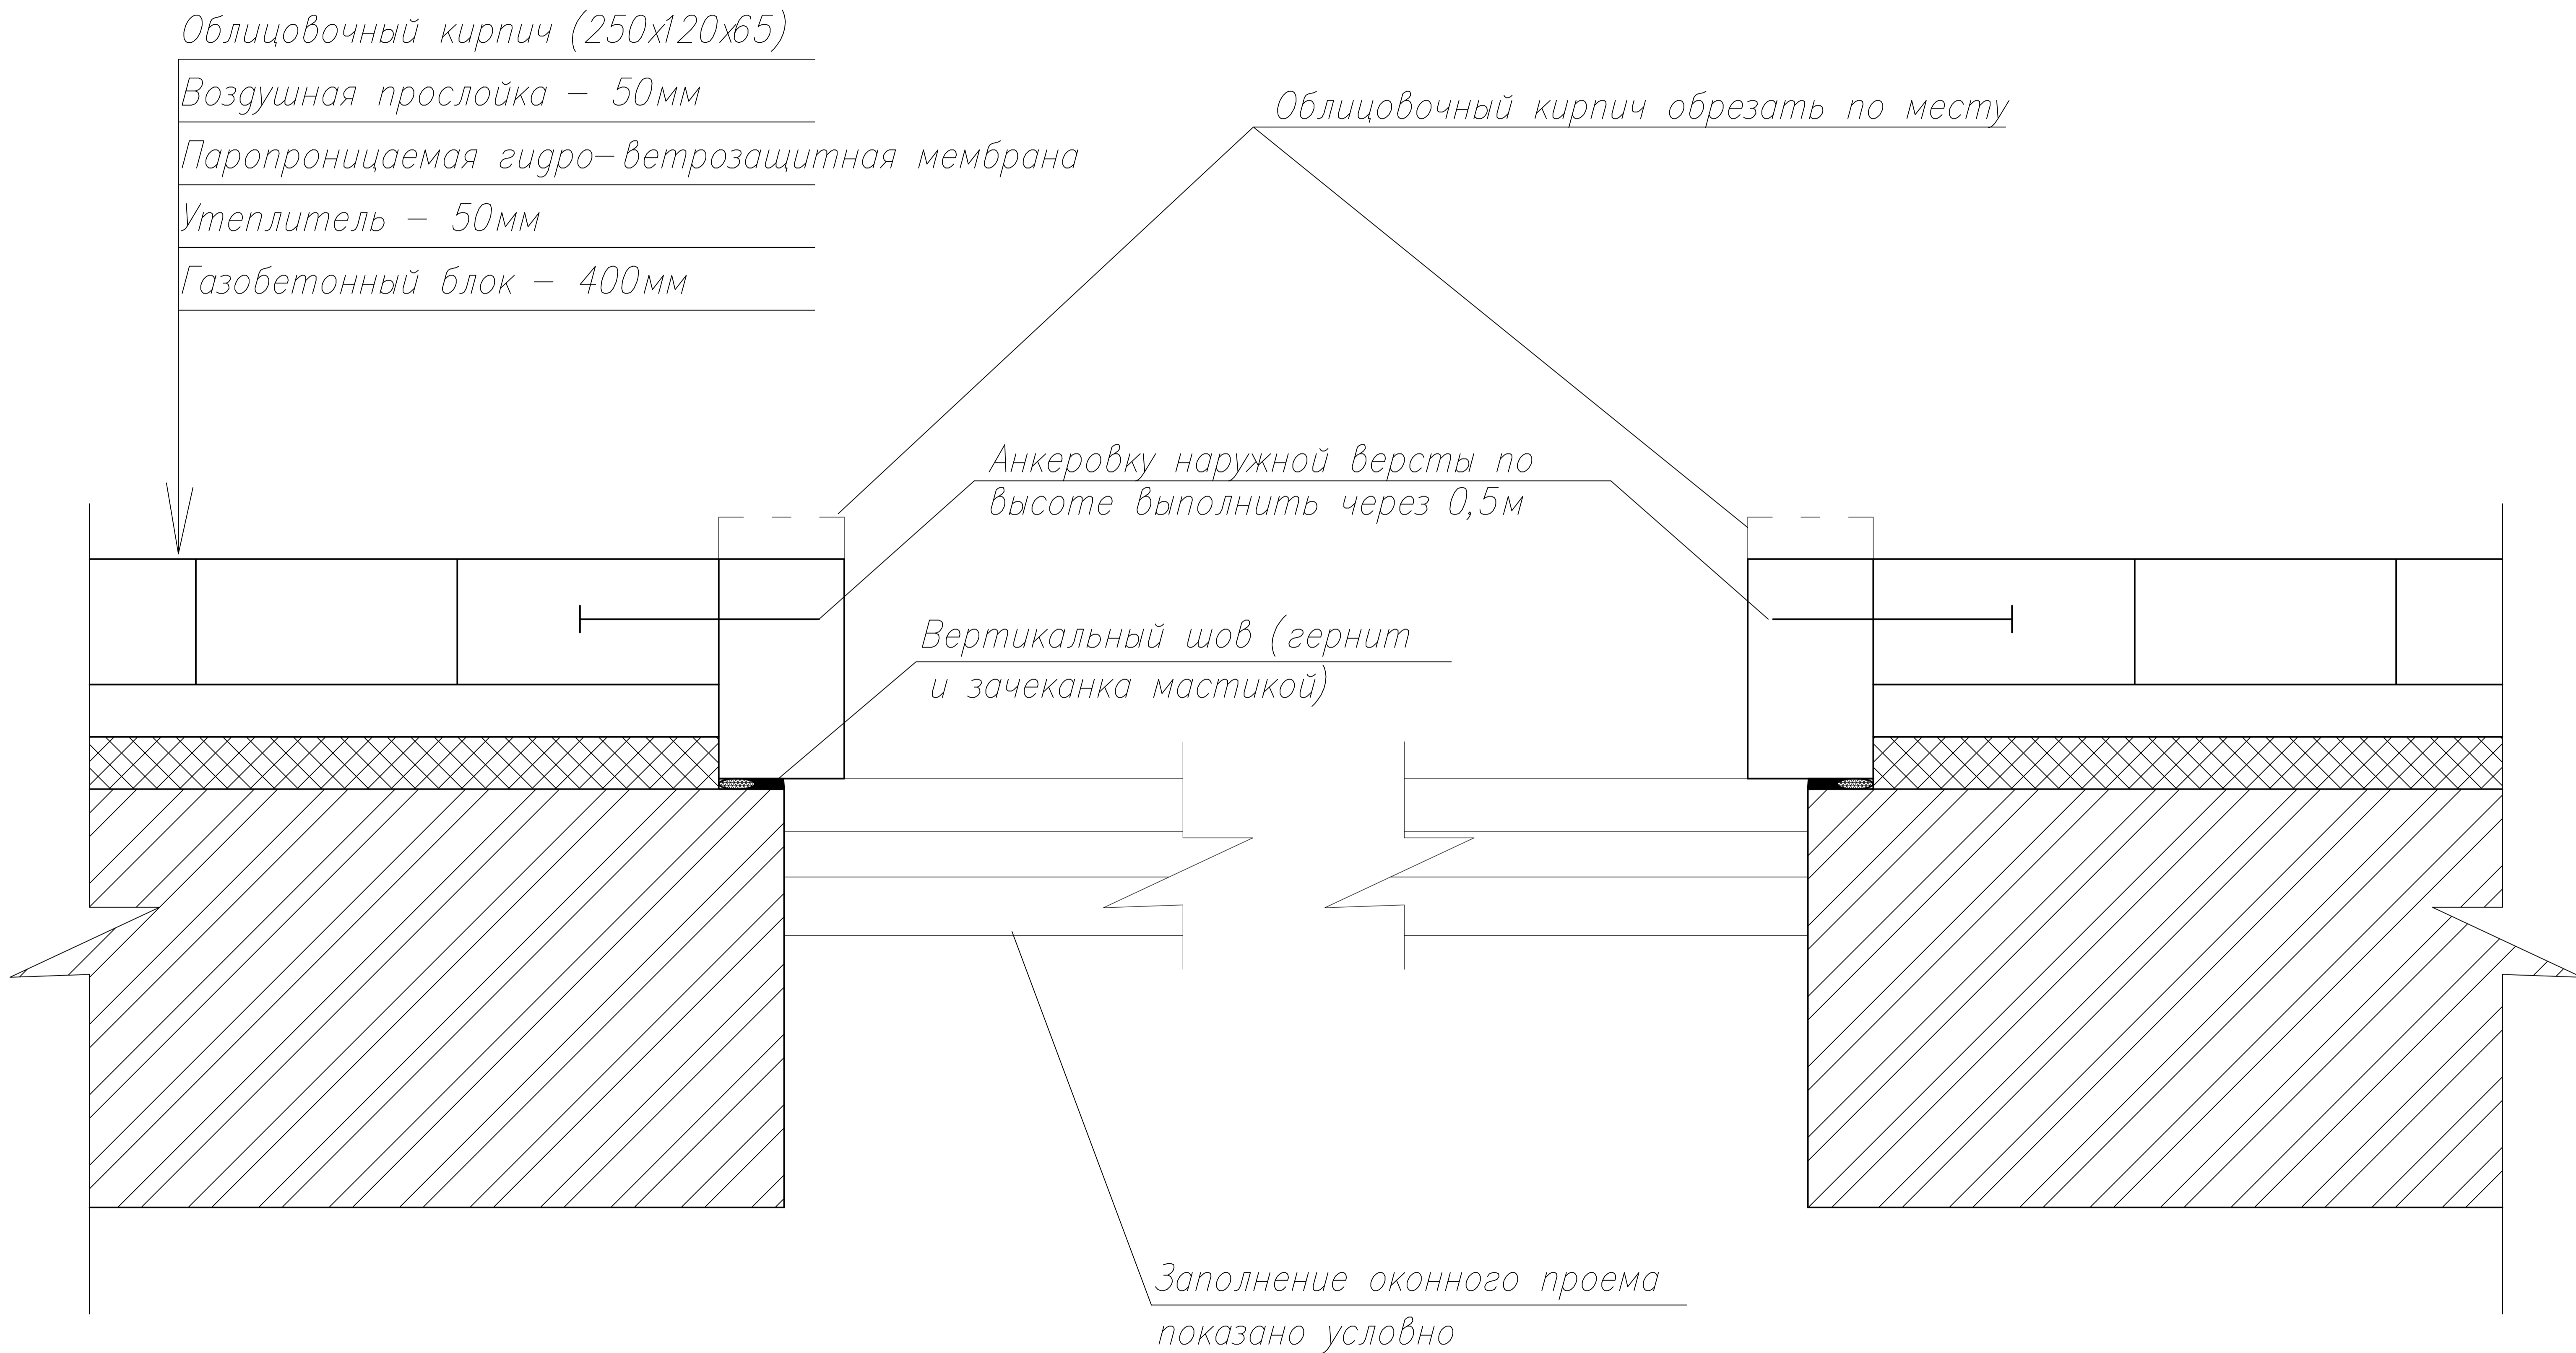 Облицовочный кирпич (250х120х65)
Воздушная прослойка – 50мм
Паропроницаемая гидро–ветрозащитная мембрана
Утеплитель – 50мм
Газобетонный блок – 400мм
Облицовочный кирпич обрезать по месту
Анкеровку наружной версты по
высоте выполнить через 0,5м
Вертикальный шов (гернит
и зачеканка мастикой)
Заполнение оконного проема
показано условно